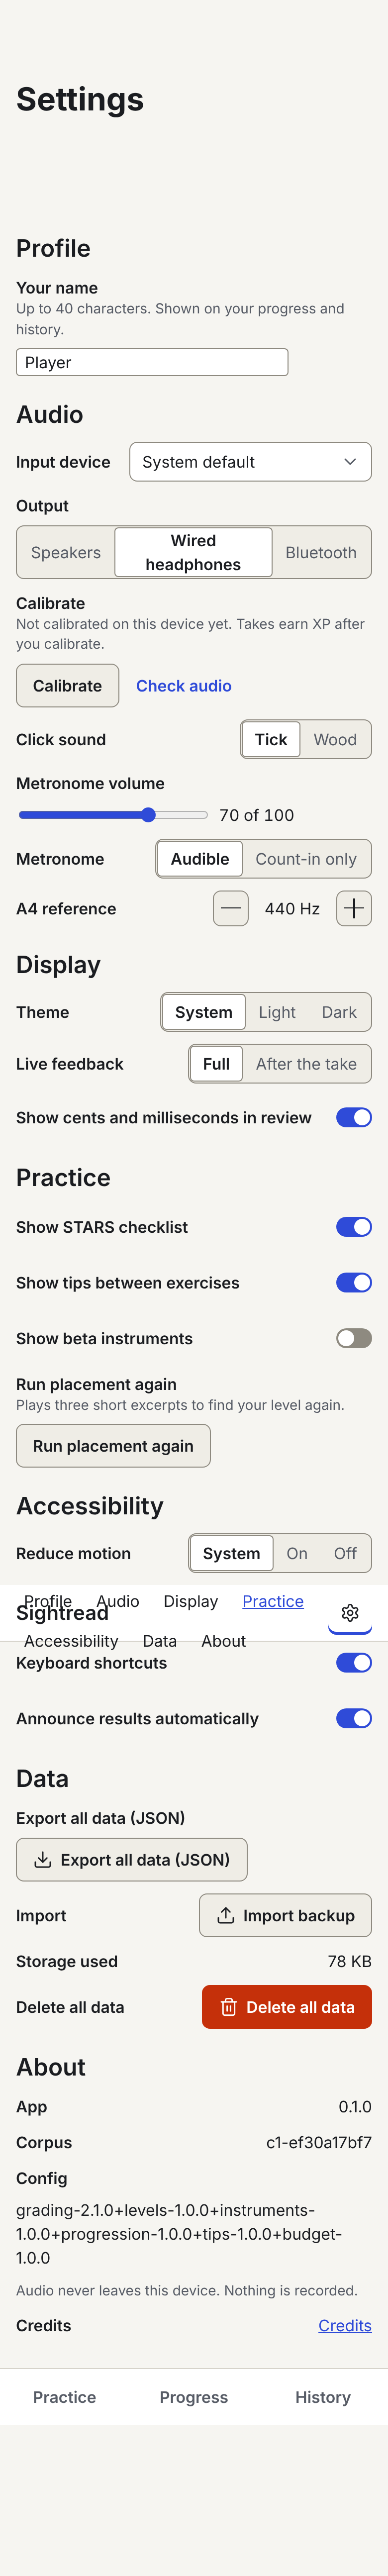 Settings
Profile
Your name
Up to 40 characters. Shown on your progress and
history.
Player
Audio
Input device
System default
Output
Speakers
Wired
headphones
Bluetooth
Calibrate
Not calibrated on this device yet. Takes earn XP after
you calibrate.
Calibrate
Check audio
Click sound
Tick
Wood
Metronome volume
70 of 100
Metronome
Audible
Count-in only
A4 reference
440 Hz
Display
Theme
System
Light
Dark
Live feedback
Full
After the take
Show cents and milliseconds in review
Practice
Show STARS checklist
Show tips between exercises
Show beta instruments
Run placement again
Plays three short excerpts to find your level again.
Run placement again
Accessibility
Reduce motion
System
On
Off
Profile
Audio
Display
Practice
Sightread
Accessibility
Data
About
Keyboard shortcuts
Announce results automatically
Data
Export all data (JSON)
Export all data (JSON)
Import
Import backup
Storage used
78 KB
Delete all data
Delete all data
About
App
0.1.0
Corpus
c1-ef30a17bf7
Config
grading-2.1.0+levels-1.0.0+instruments-
1.0.0+progression-1.0.0+tips-1.0.0+budget-
1.0.0
Audio never leaves this device. Nothing is recorded.
Credits
Credits
Practice
Progress
History